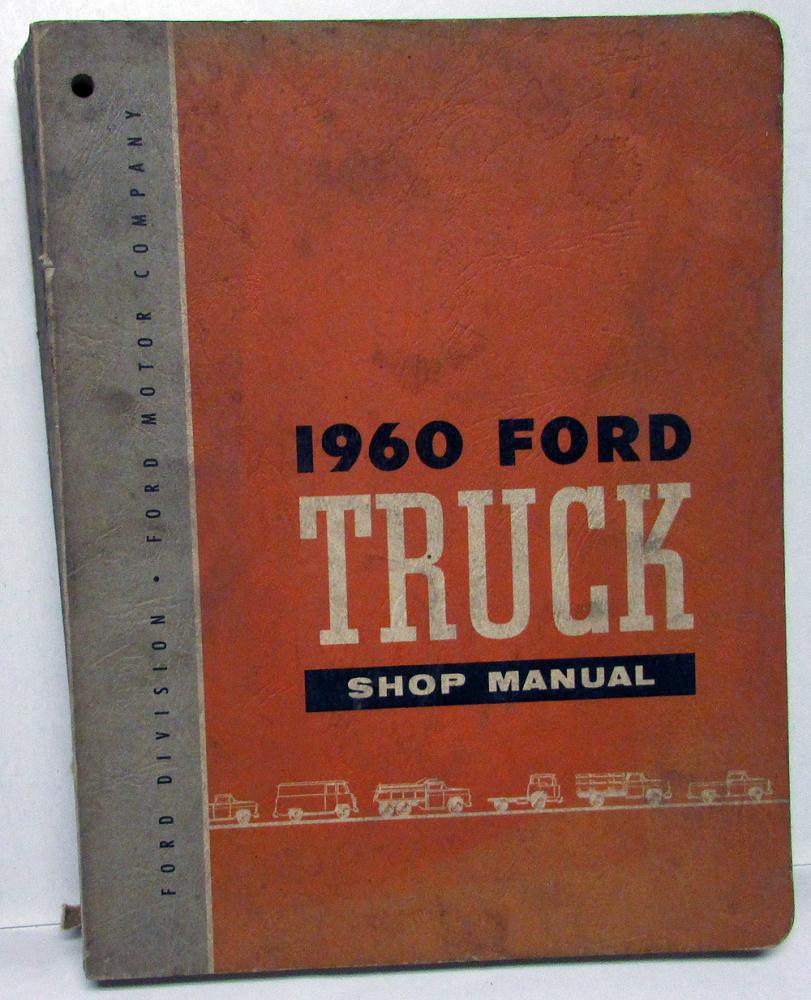 FORD DIVISION • FORD MOTOR COMPANY
1960 FORD
TRUCK
SHOP MANUAL